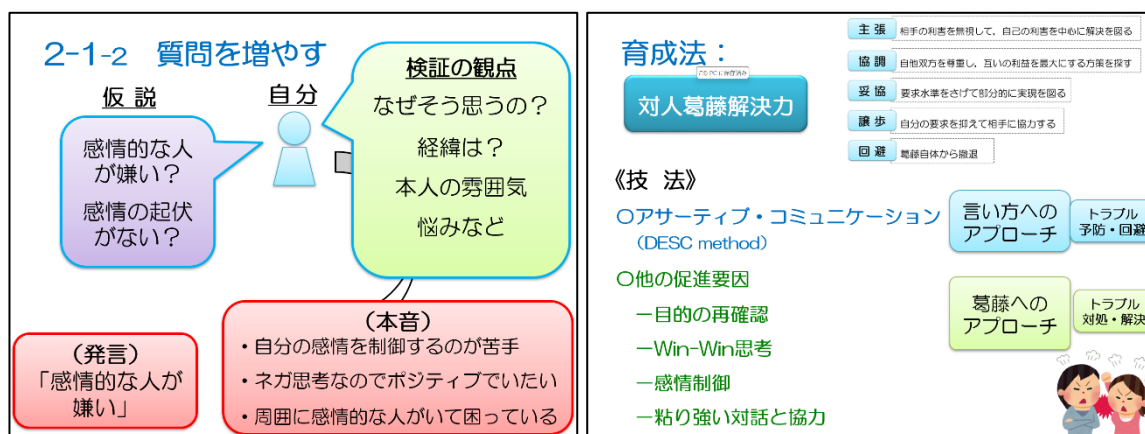 2-1-2 質問を増やす
仮 説
自分
検証の観点
なぜそう思うの？
経緯は？
本人の雰囲気
悩みなど
感情的な人
が嫌い？
感情の起伏
がない？
（発言）
「感情的な人が
嫌い」
（本音）
・自分の感情を制御するのが苦手
・ネガ思考なのでポジティブでいたい
・周囲に感情的な人がいて困っている
育成法：
このPCに保存済み
対人葛藤解決力
主 張 相手の利害を無視して、自己の利害を中心に解決を図る
協 調 自他双方を尊重し、互いの利益を最大にする方策を探す
妥 協 要求水準をさげて部分的に実現を図る
譲 歩 自分の要求を抑えて相手に協力する
回 避 葛藤自体から撤退
《技 法》
〇アサーティブ・コミュニケーション
（DESC method）
言い方への
アプローチ
トラブル
予防・回避
〇他の促進要因
―目的の再確認
―Win-Win思考
―感情制御
―粘り強い対話と協力
葛藤への
アプローチ
トラブル
対処・解決